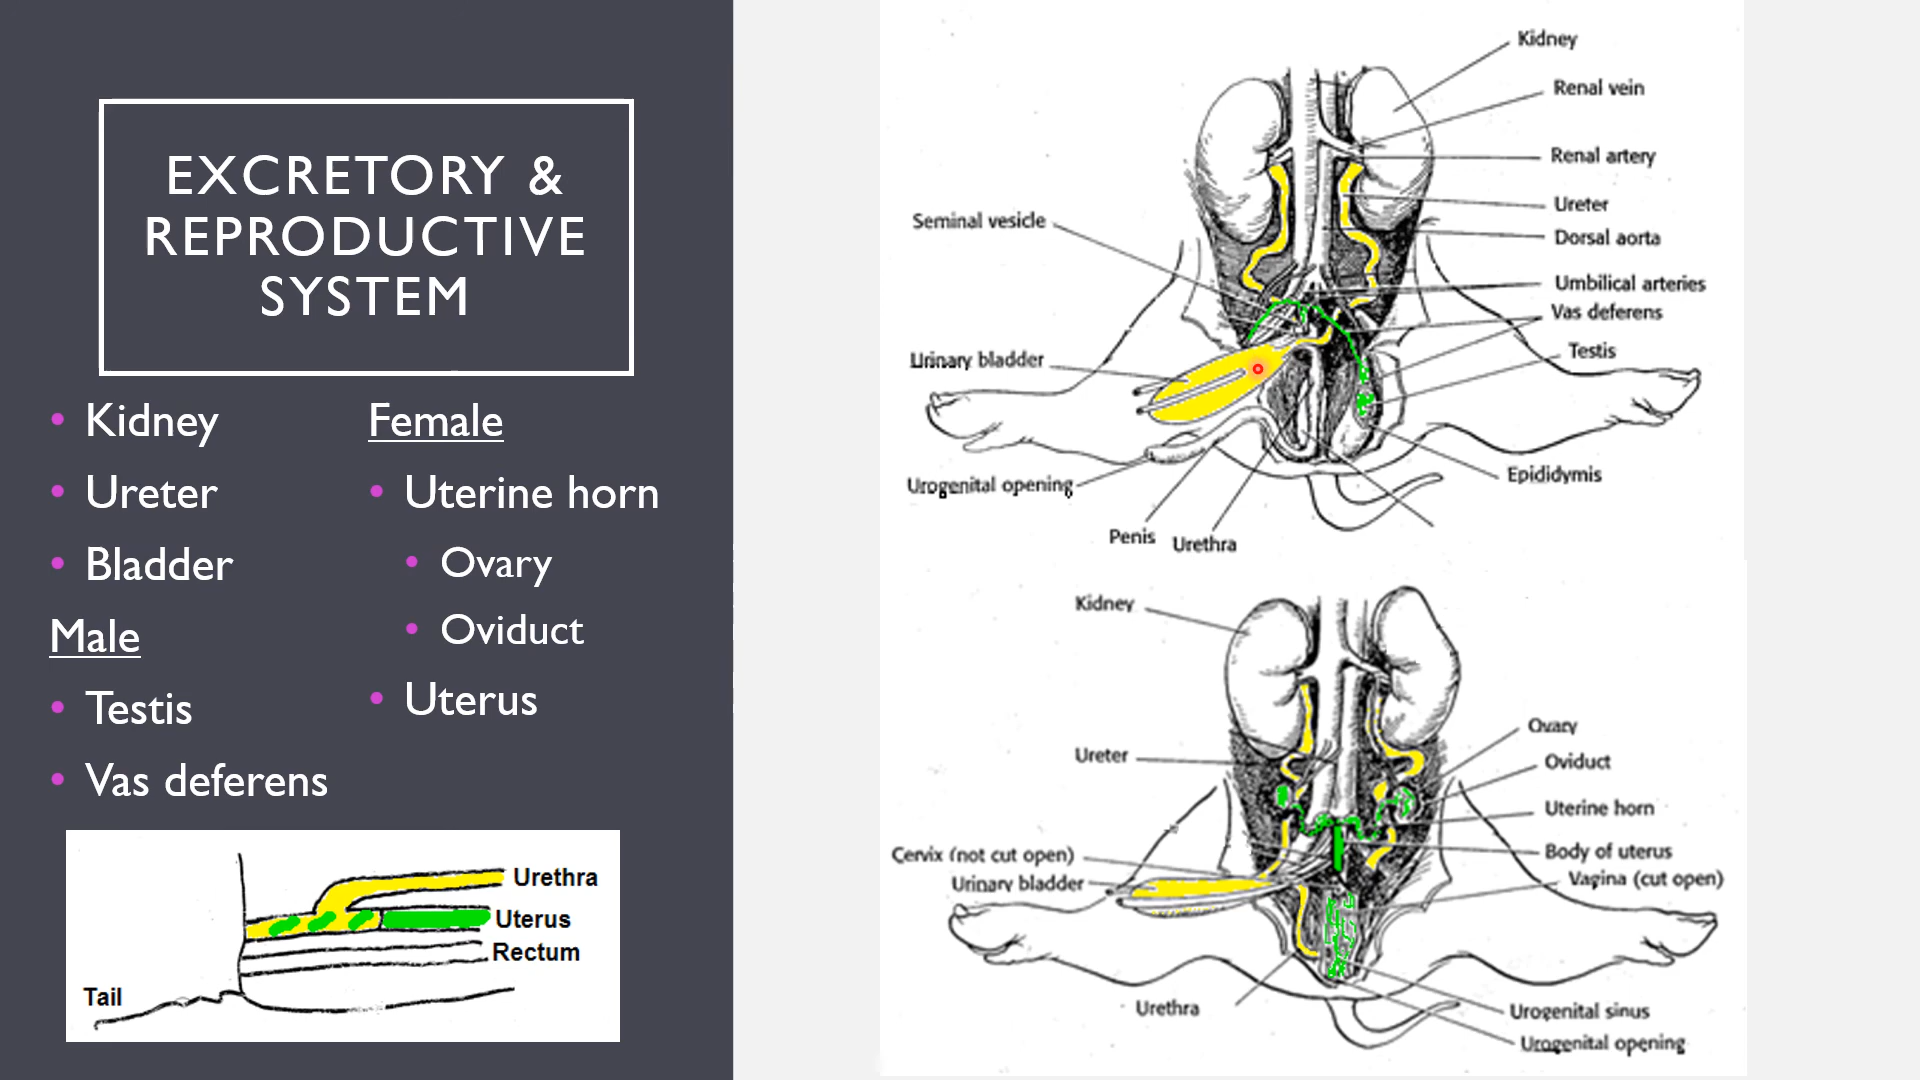 EXCRETORY &
REPRODUCTIVE
SYSTEM
• Kidney
• Ureter
• Bladder
Male
• Testis
• Vas deferens
Female
• Uterine horn
• Ovary
• Oviduct
• Uterus
Urethra
Uterus
Rectum
Tail
Kidney
Renal vein
Renal artery
Ureter
Dorsal aorta
Umbilical arteries
Vas deferens
Testis
Epididymis
Seminal vesicle
Urinary bladder
Urogenital opening
Penis
Urethra
Kidney
Ureter
Cervix (not cut open)
Urinary bladder
Urethra
Ovary
Oviduct
Uterine horn
Body of uterus
Vagina (cut open)
Urogenital sinus
Urogenital opening